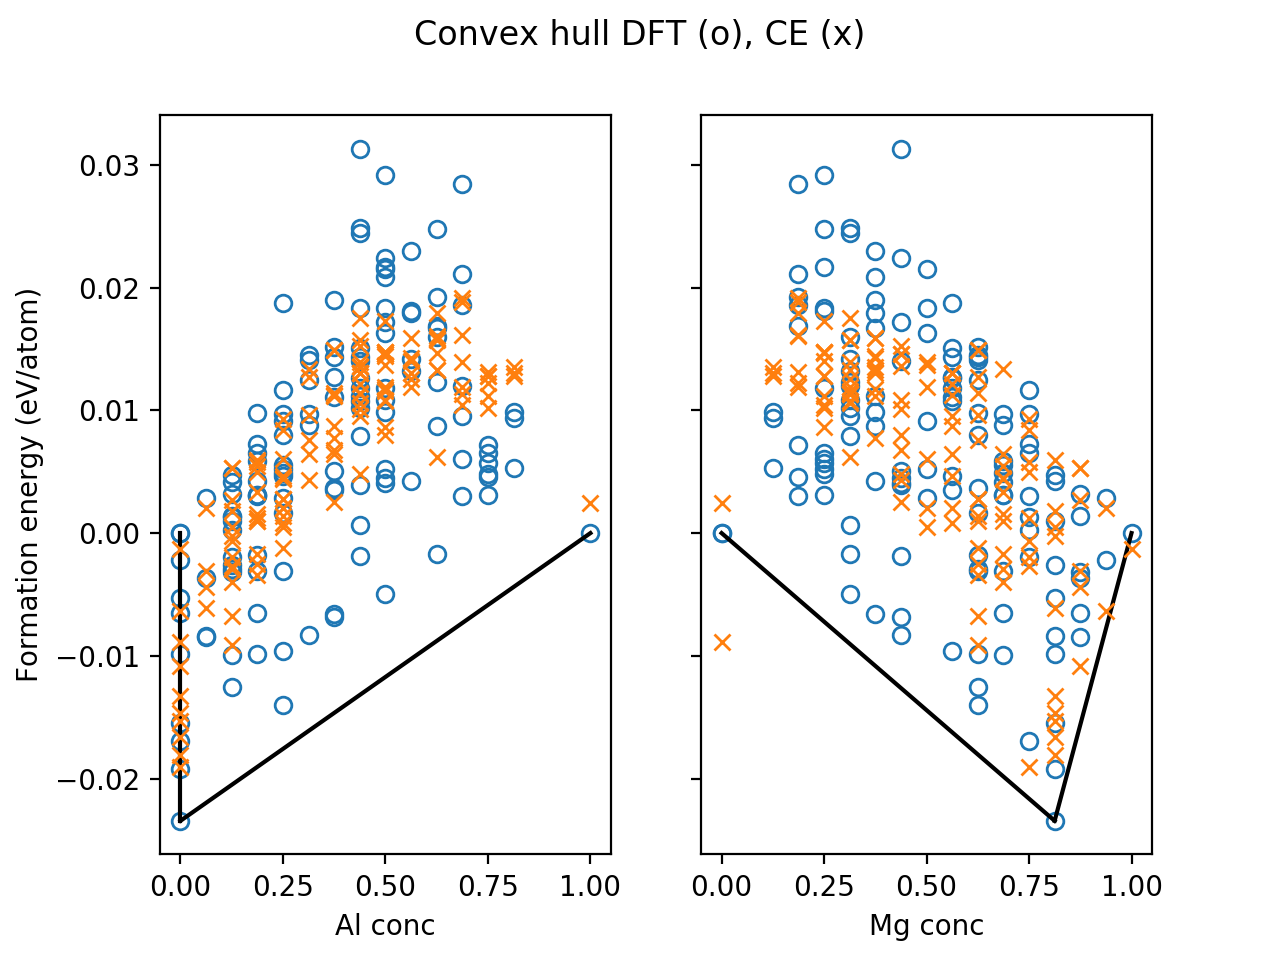 Convex hull DFT (o), CE (x)
Formation energy (eV/atom)
0.03
0.02
0.01
0.00
−0.01
−0.02
0.00 0.25 0.50 0.75 1.00
Al conc
0.00 0.25 0.50 0.75 1.00
Mg conc